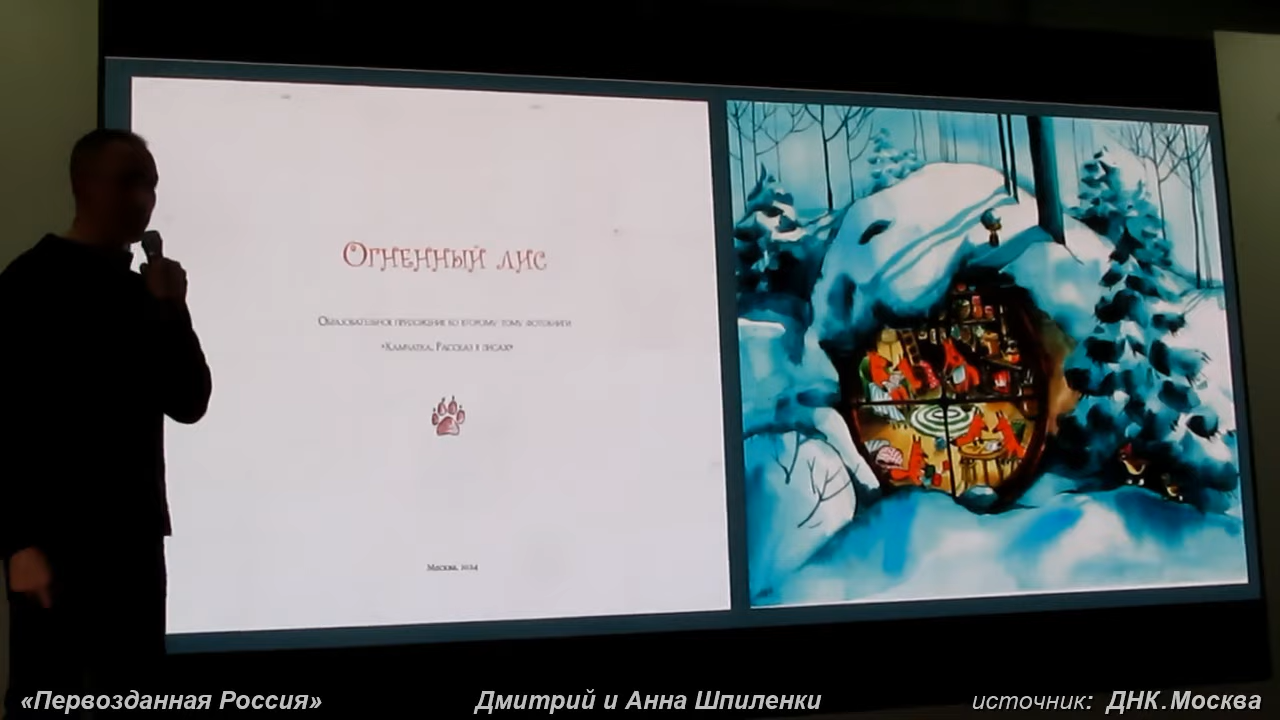 Огненный лис
Образовательное приложение ко второму тому фотокниги
«Камчатка. Рассказ в лисах»
Москва, 2024
«Первозданная Россия»
Дмитрий и Анна Шпиленки
источник: ДНК.Москва